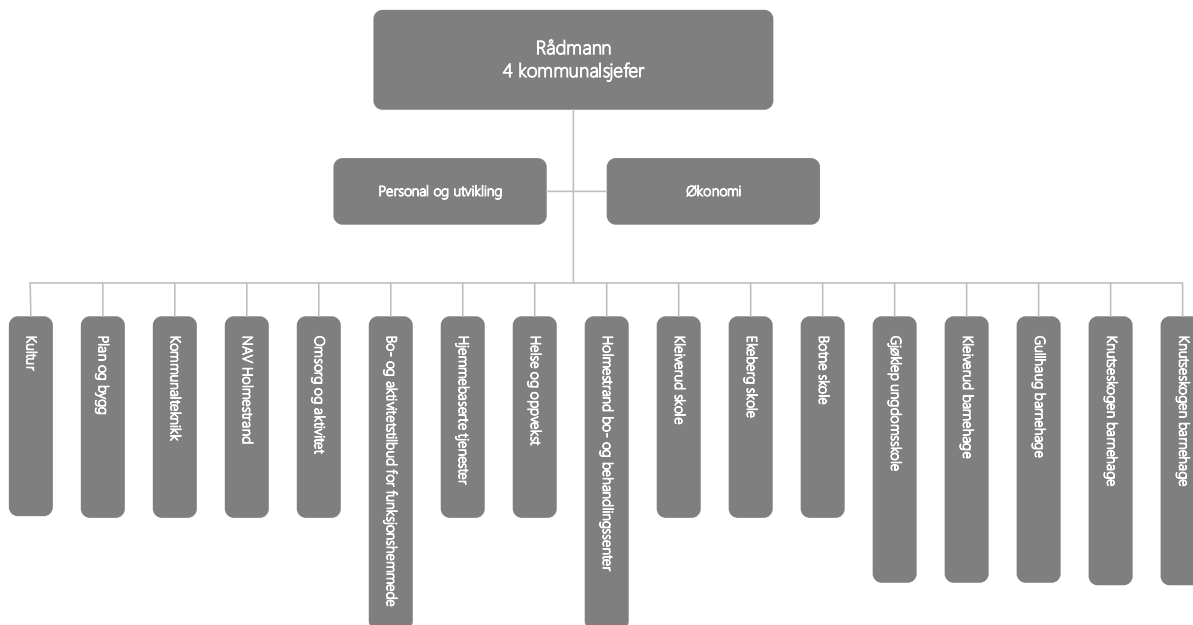 Rådmann
4 kommunalsjefer
Personal og utvikling
Økonomi
Kultur
Plan og bygg
Kommunalteknikk
NAV Holmestrand
Omsorg og aktivitet
Bo- og aktivitetstilbud for funksjonshemmede
Hjemmebaserte tjenester
Helse og oppvekst
Holmestrand bo- og behandlingssenter
Kleiverud skole
Ekeberg skole
Botne skole
Gjøklep ungdomsskole
Kleiverud barnehage
Gullhaug barnehage
Knutseskogen barnehage
Knutseskogen barnehage